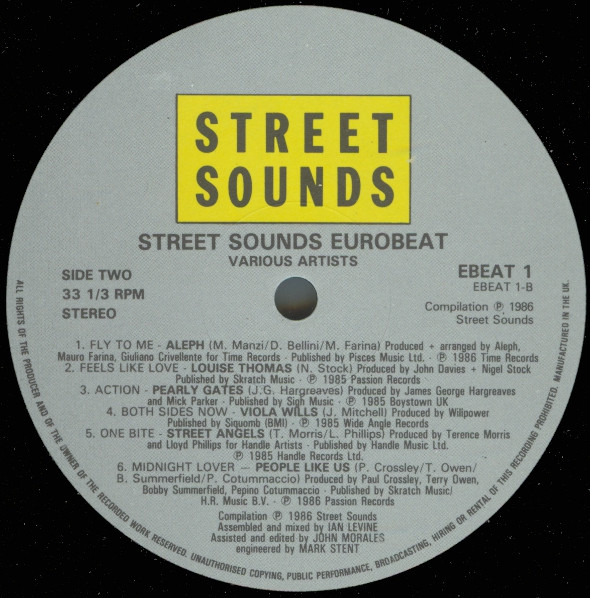 STREET
SOUNDS
STREET SOUNDS EUROBEAT
VARIOUS ARTISTS
SIDE TWO
33 1/3 RPM
STEREO
EBEAT 1
EBEAT 1-B
Compilation ℗ 1986
Street Sounds
1. FLY TO ME - ALEPH (M. Manzi/D. Bellini/M. Farina) Produced + arranged by Aleph,
Mauro Farina, Giuliano Crivellente for Time Records · Published by Pisces Music Ltd. · ℗ 1986 Time Records
2. FEELS LIKE LOVE - LOUISE THOMAS (N. Stock) Produced by John Davies + Nigel Stock
Published by Skratch Music · ℗ 1985 Passion Records
3. ACTION - PEARLY GATES (J.G. Hargreaves) Produced by James George Hargreaves
and Mick Parker - Published by Sigh Music · ℗ 1985 Boystown UK
4. BOTH SIDES NOW - VIOLA WILLS (J. Mitchell) Produced by Willpower
Published by Siquomb (BMI) · ℗ 1985 Wide Angle Records
5. ONE BITE - STREET ANGELS (T. Morris/L. Phillips) Produced by Terence Morris
and Lloyd Phillips for Handle Artists - Published by Handle Music Ltd.
℗ 1985 Handle Records Ltd.
6. MIDNIGHT LOVER — PEOPLE LIKE US (P. Crossley/T. Owen/
B. Summerfield/P. Cotummaccio) Produced by Paul Crossley, Terry Owen,
Bobby Summerfield, Pepino Cotummaccio - Published by Skratch Music/
H.R. Music B.V. · ℗ 1986 Passion Records
Compilation ℗ 1986 Street Sounds
Assembled and mixed by IAN LEVINE
Assisted and edited by JOHN MORALES
engineered by MARK STENT
ALL RIGHTS OF THE PRODUCER AND OF THE OWNER OF THE RECORDED WORK RESERVED. UNAUTHORISED COPYING, PUBLIC PERFORMANCE, BROADCASTING, HIRING OR RENTAL OF THIS RECORDING PROHIBITED. MANUFACTURED IN THE UK.